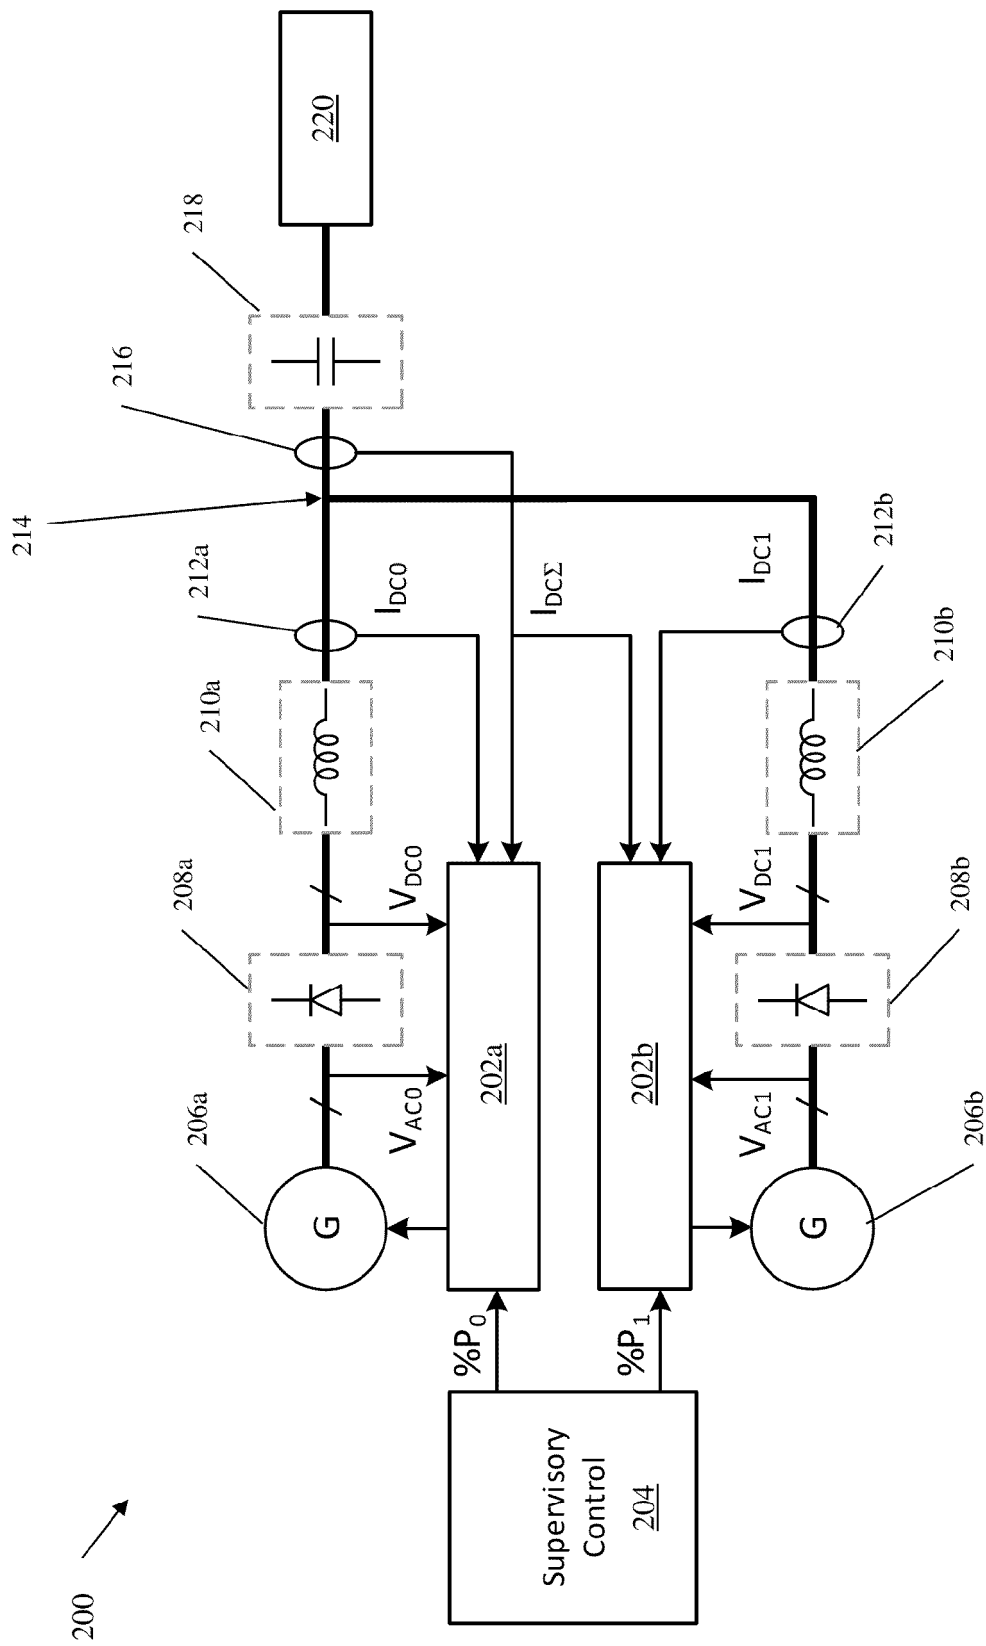 200
Supervisory
Control
204
%P0
%P1
206a
G
VAC0
208a
VDC0
210a
212a
IDC0
214
216
IDCΣ
218
220
202a
202b
IDC1
212b
210b
VDC1
208b
VAC1
206b
G